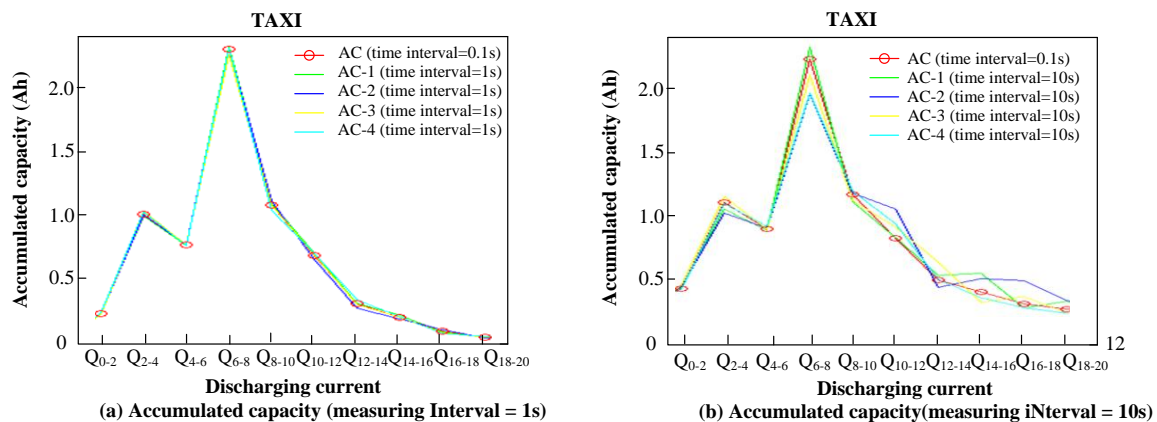 TAXI
AC (time interval=0.1s)
AC-1 (time interval=1s)
AC-2 (time interval=1s)
AC-3 (time interval=1s)
AC-4 (time interval=1s)
2.0
1.5
1.0
0.5
0
Accumulated capacity (Ah)
Q0-2 Q2-4 Q4-6 Q6-8 Q8-10 Q10-12 Q12-14 Q14-16 Q16-18 Q18-20
Discharging current
(a) Accumulated capacity (measuring Interval = 1s)
TAXI
AC (time interval=0.1s)
AC-1 (time interval=10s)
AC-2 (time interval=10s)
AC-3 (time interval=10s)
AC-4 (time interval=10s)
2.0
1.5
1.0
0.5
0
12
Accumulated capacity (Ah)
Q0-2 Q2-4 Q4-6 Q6-8 Q8-10 Q10-12 Q12-14 Q14-16 Q16-18 Q18-20
Discharging current
(b) Accumulated capacity(measuring iNterval = 10s)